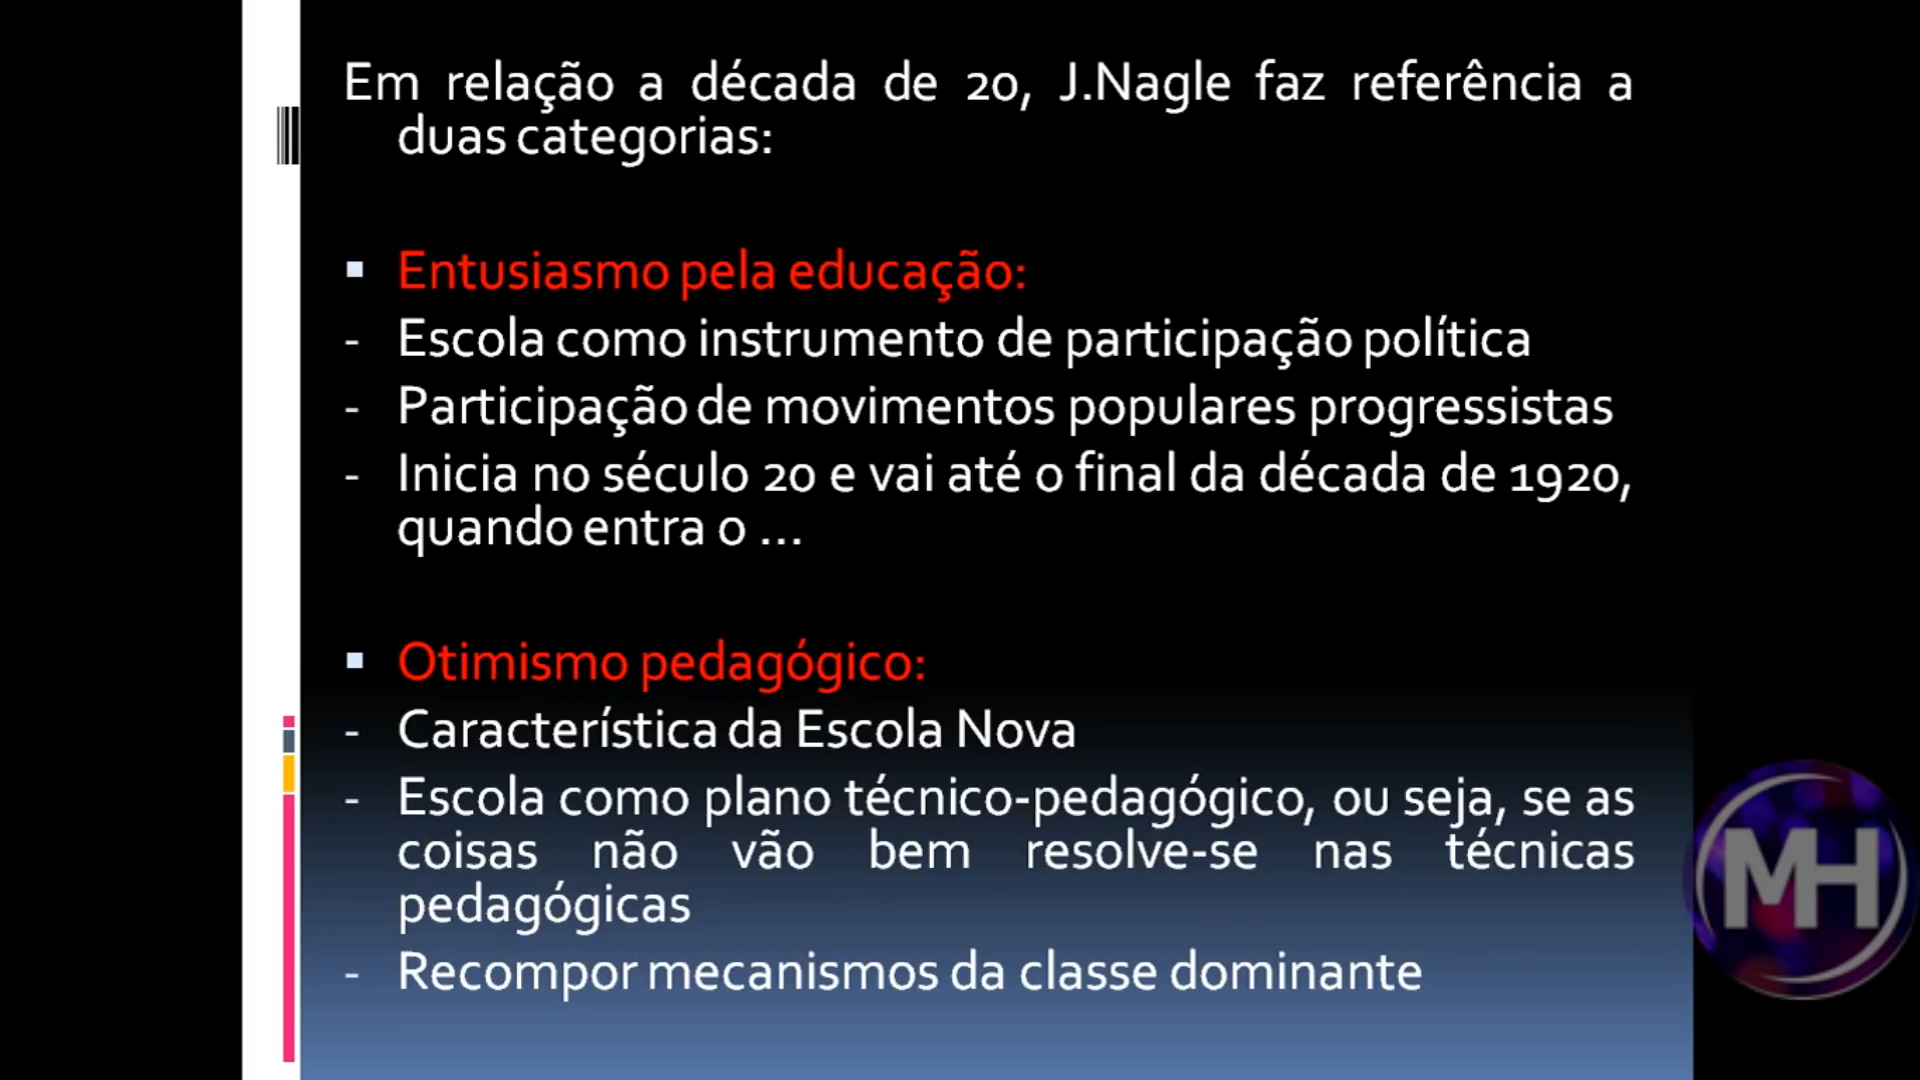 Em relação a década de 20, J.Nagle faz referência a
duas categorias:
Entusiasmo pela educação:
- Escola como instrumento de participação política
- Participação de movimentos populares progressistas
- Inicia no século 20 e vai até o final da década de 1920,
quando entra o ...
Otimismo pedagógico:
- Característica da Escola Nova
- Escola como plano técnico-pedagógico, ou seja, se as
coisas não vão bem resolve-se nas técnicas
pedagógicas
- Recompor mecanismos da classe dominante
MH